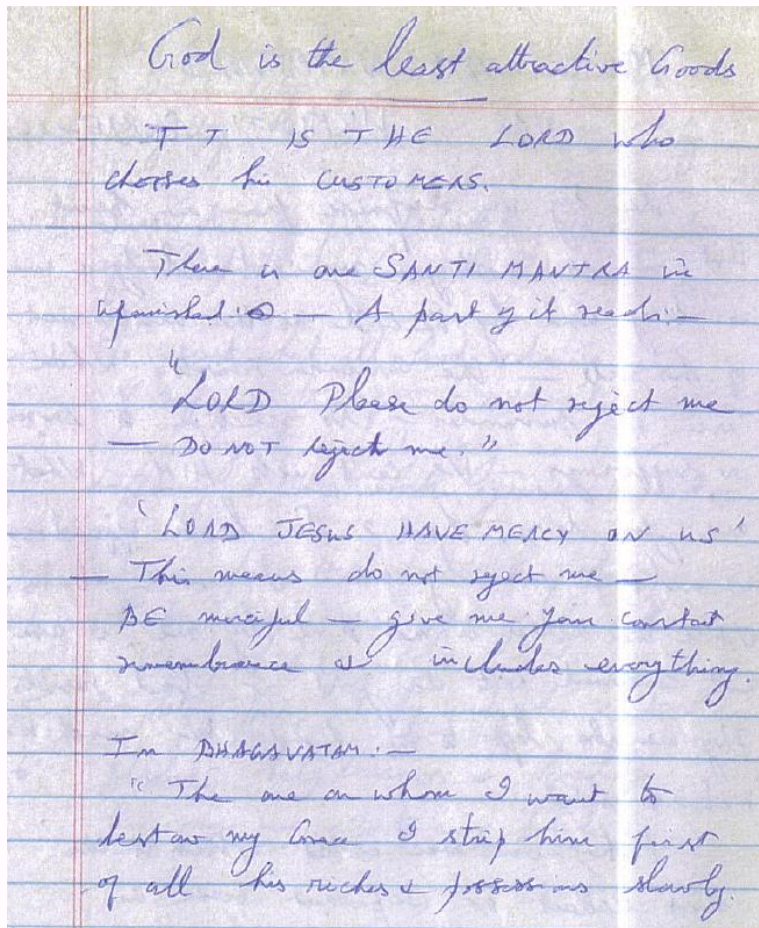 God is the least attractive Goods
IT IS THE LORD who
chooses his CUSTOMERS.
There is one SANTI MANTRA in
upanishad. — A part of it reads:—
"LORD Please do not reject me
— DO NOT reject me."
'LORD JESUS HAVE MERCY ON US'
— This means do not reject me —
BE merciful — give me your constant
remembrance & includes everything.
In BHAGAVATAM:—
"The one on whom I want to
bestow my Grace I strip him first
of all his riches & possessions slowly.